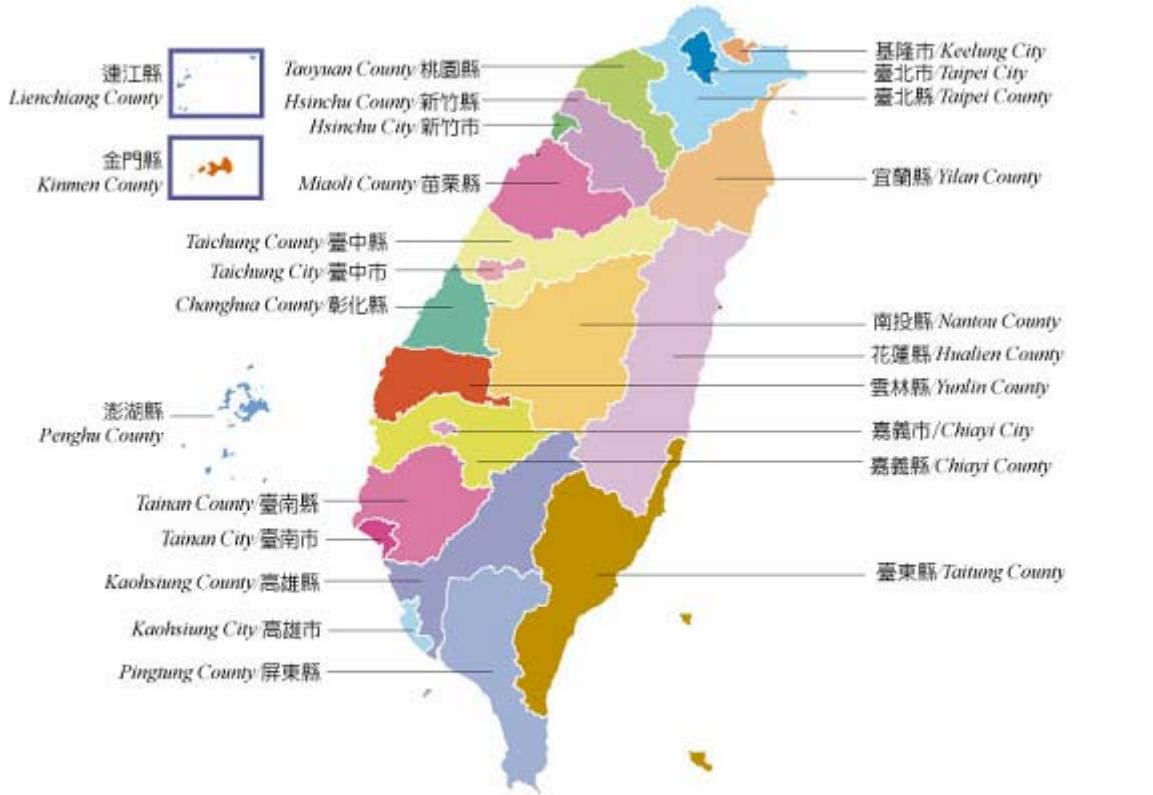 連江縣
Lienchiang County
金門縣
Kinmen County
Taoyuan County/桃園縣
Hsinchu County/新竹縣
Hsinchu City/新竹市
Miaoli County/苗栗縣
Taichung County/臺中縣
Taichung City/臺中市
Changhua County/彰化縣
澎湖縣
Penghu County
Tainan County/臺南縣
Tainan City/臺南市
Kaohsiung County/高雄縣
Kaohsiung City/高雄市
Pingtung County/屏東縣
基隆市/Keelung City
臺北市/Taipei City
臺北縣/Taipei County
宜蘭縣/Yilan County
南投縣/Nantou County
花蓮縣/Hualien County
雲林縣/Yunlin County
嘉義市/Chiayi City
嘉義縣/Chiayi County
臺東縣/Taitung County